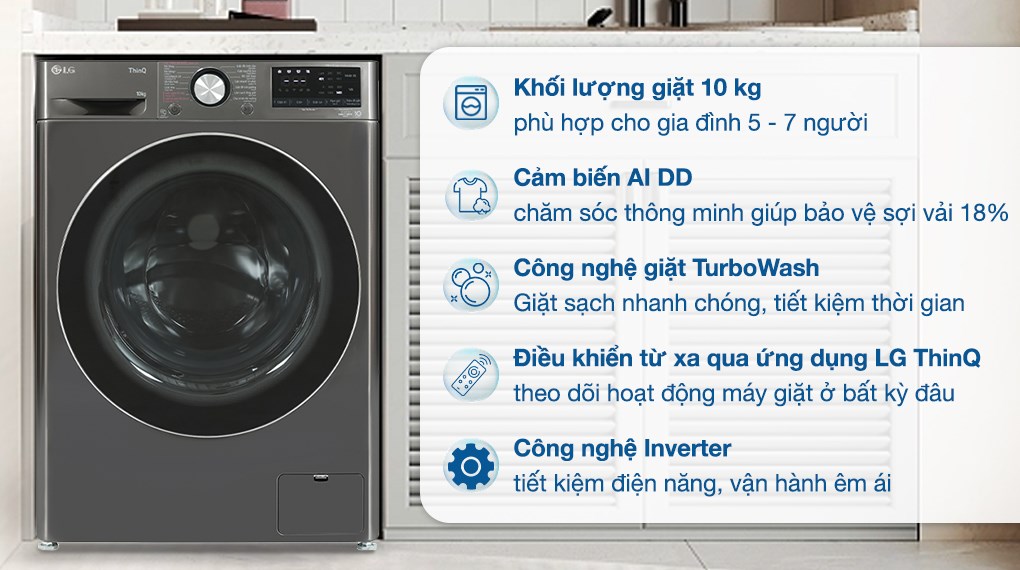 LG
ThinQ
10kg
Khối lượng giặt 10 kg
phù hợp cho gia đình 5 - 7 người
Cảm biến AI DD
chăm sóc thông minh giúp bảo vệ sợi vải 18%
Công nghệ giặt TurboWash
Giặt sạch nhanh chóng, tiết kiệm thời gian
Điều khiển từ xa qua ứng dụng LG ThinQ
theo dõi hoạt động máy giặt ở bất kỳ đâu
Công nghệ Inverter
tiết kiệm điện năng, vận hành êm ái